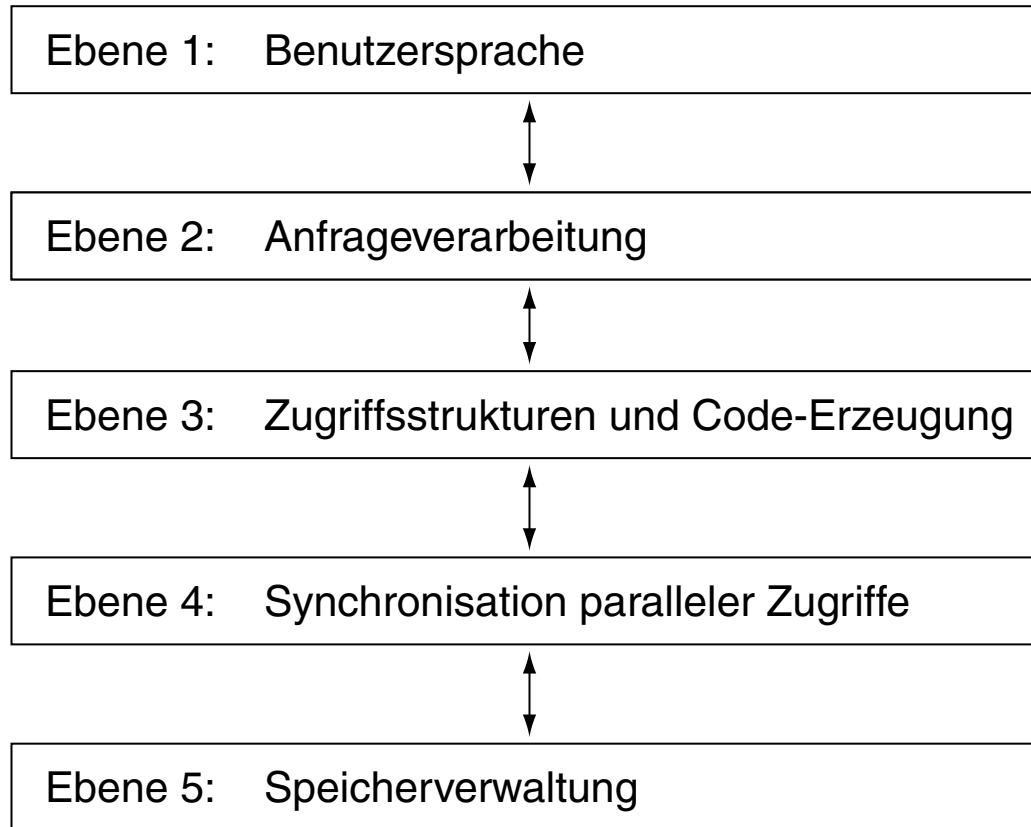 Ebene 1: Benutzersprache
Ebene 2: Anfrageverarbeitung
Ebene 3: Zugriffsstrukturen und Code-Erzeugung
Ebene 4: Synchronisation paralleler Zugriffe
Ebene 5: Speicherverwaltung